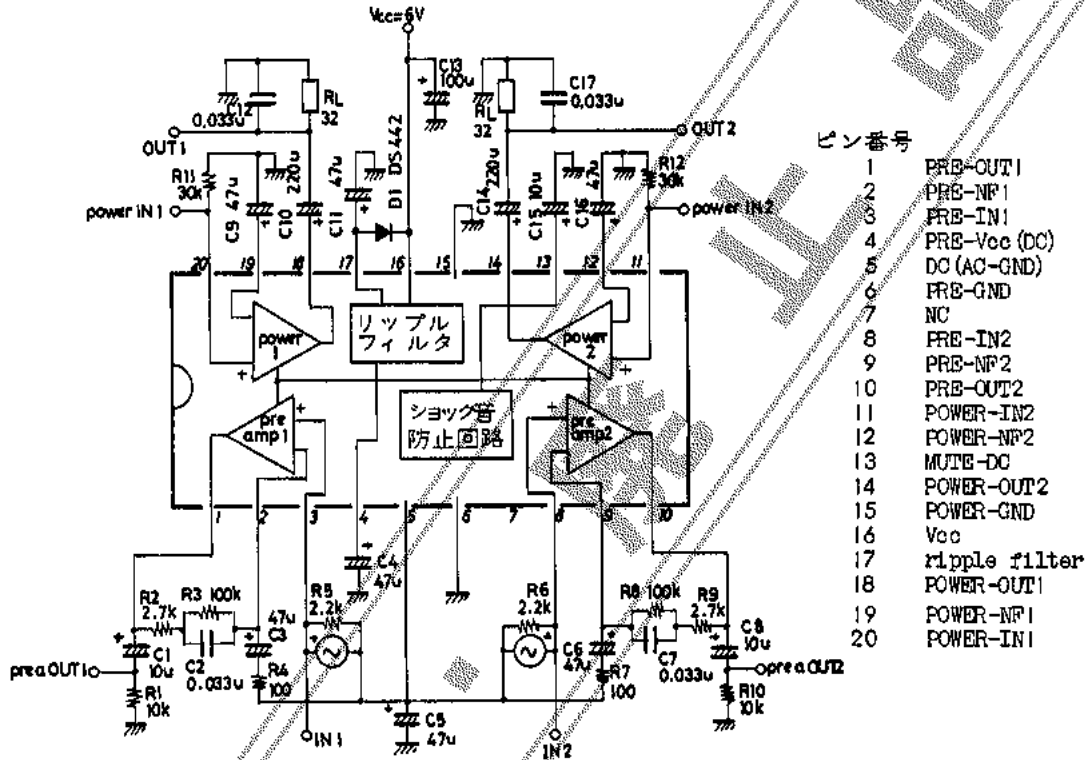 Vcc=6V
C13
100u
C12
0.033u
RL
32
RL
32
C17
0.033u
OUT1
OUT2
R11
30k
C9 47u
C10 220u
C11 47u
D1 DS442
C14 220u
C15 10u
C16 47u
R12
30k
power IN1
power IN2
20 19 18 17 16 15 14 13 12 11
power
1
リップル
フィルタ
power
2
pre
amp1
ショック音
防止回路
pre
amp2
1 2 3 4 5 6 7 8 9 10
C4
47u
R2
2.7k
R3 100k
C2
0.033u
47u
C3
R4
100
R5
2.2k
R6
2.2k
C6
47u
R7
100
R8 100k
C7
0.033u
R9
2.7k
C8
10u
C1
10u
prea OUT1
R1
10k
prea OUT2
R10
10k
C5
47u
IN1
IN2
ピン番号
1 PRE-OUT1
2 PRE-NF1
3 PRE-IN1
4 PRE-Vcc(DC)
5 DC(AC-GND)
6 PRE-GND
7 NC
8 PRE-IN2
9 PRE-NF2
10 PRE-OUT2
11 POWER-IN2
12 POWER-NF2
13 MUTE-DC
14 POWER-OUT2
15 POWER-GND
16 Vcc
17 ripple filter
18 POWER-OUT1
19 POWER-NF1
20 POWER-IN1